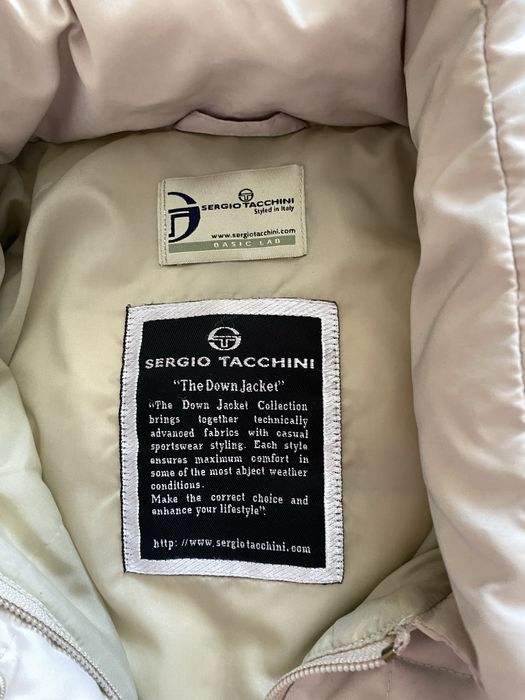 SERGIO TACCHINI
Styled in Italy
www.sergiotacchini.com
BASIC LAB
SERGIO TACCHINI
"The Down Jacket"
"The Down Jacket Collection
brings together technically
advanced fabrics with casual
sportswear styling. Each style
ensures maximum comfort in
some of the most abject weather
conditions.
Make the correct choice and
enhance your lifestyle".
http: //www.sergiotacchini.com